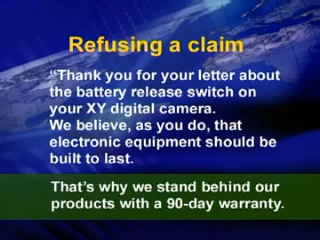 Refusing a claim
“Thank you for your letter about
the battery release switch on
your XY digital camera.
We believe, as you do, that
electronic equipment should be
built to last.
That’s why we stand behind our
products with a 90-day warranty.